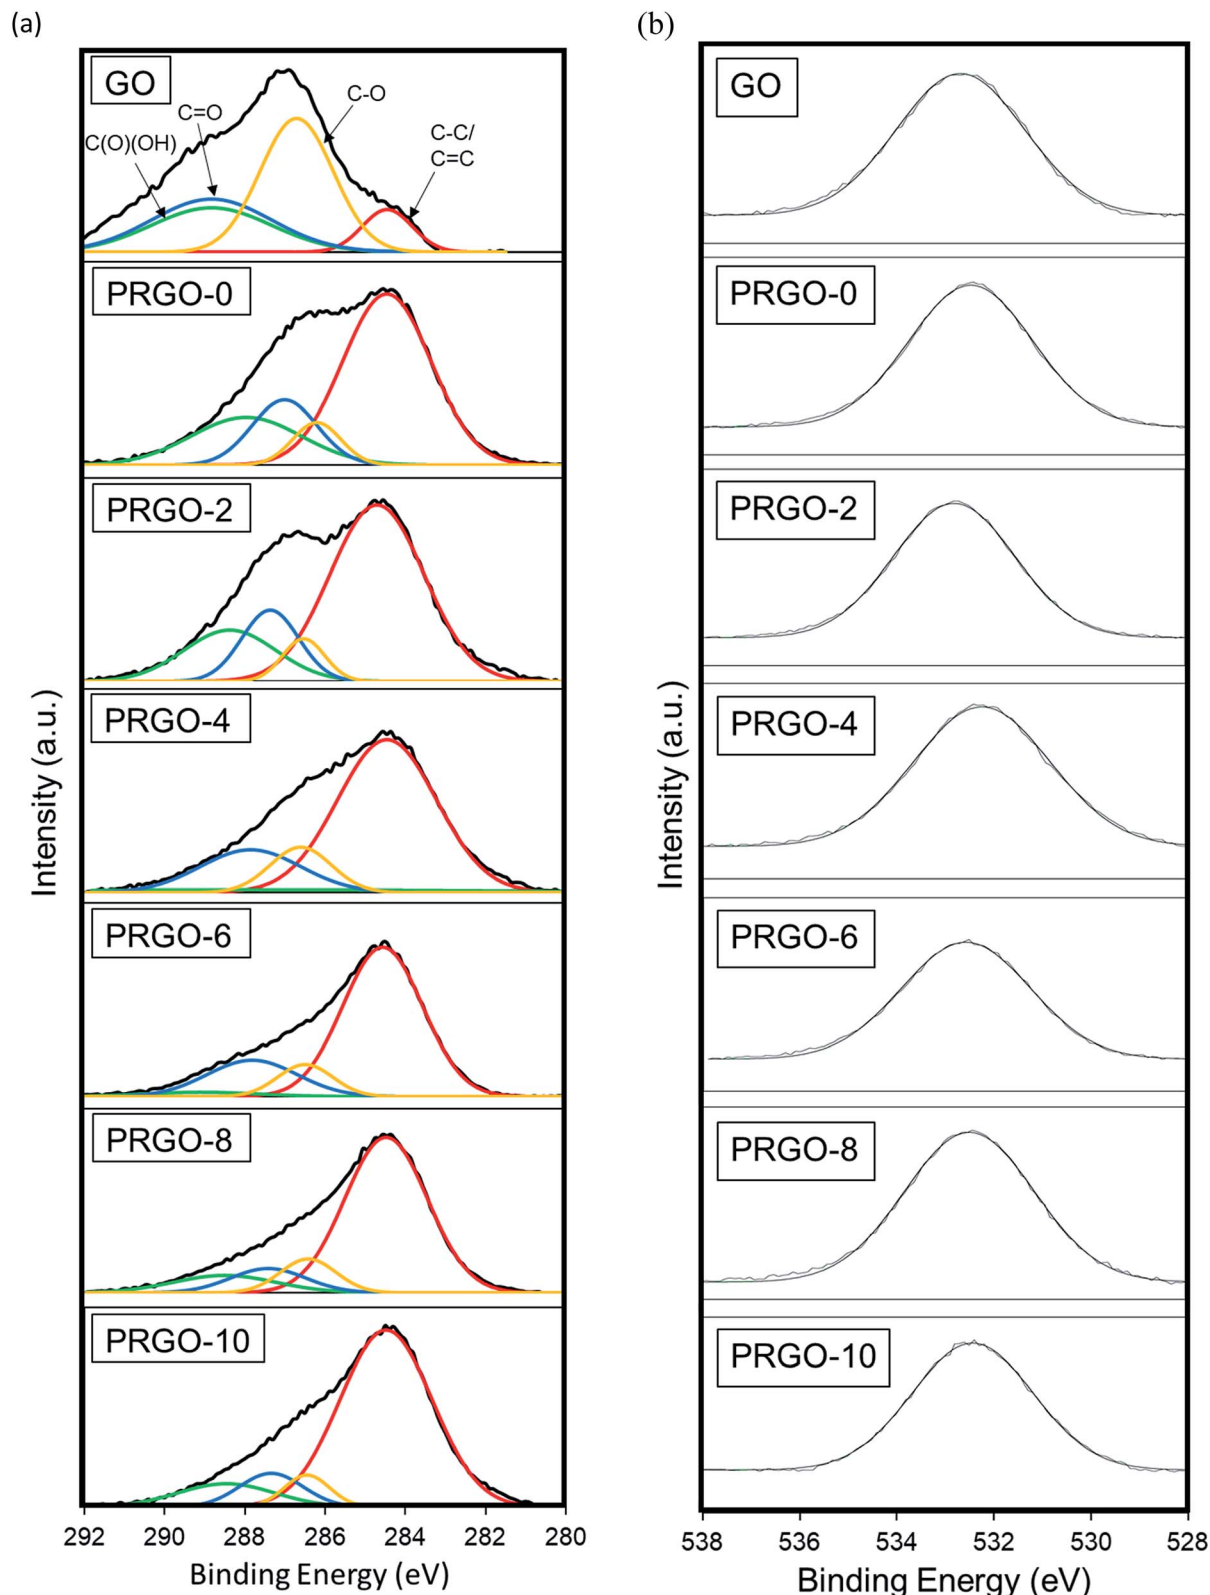 (a)
GO
C=O
C(O)(OH)
C-O
C-C/
C=C
PRGO-0
PRGO-2
PRGO-4
PRGO-6
PRGO-8
PRGO-10
Intensity (a.u.)
292 290 288 286 284 282 280
Binding Energy (eV)
(b)
GO
PRGO-0
PRGO-2
PRGO-4
PRGO-6
PRGO-8
PRGO-10
Intensity (a.u.)
538 536 534 532 530 528
Binding Energy (eV)